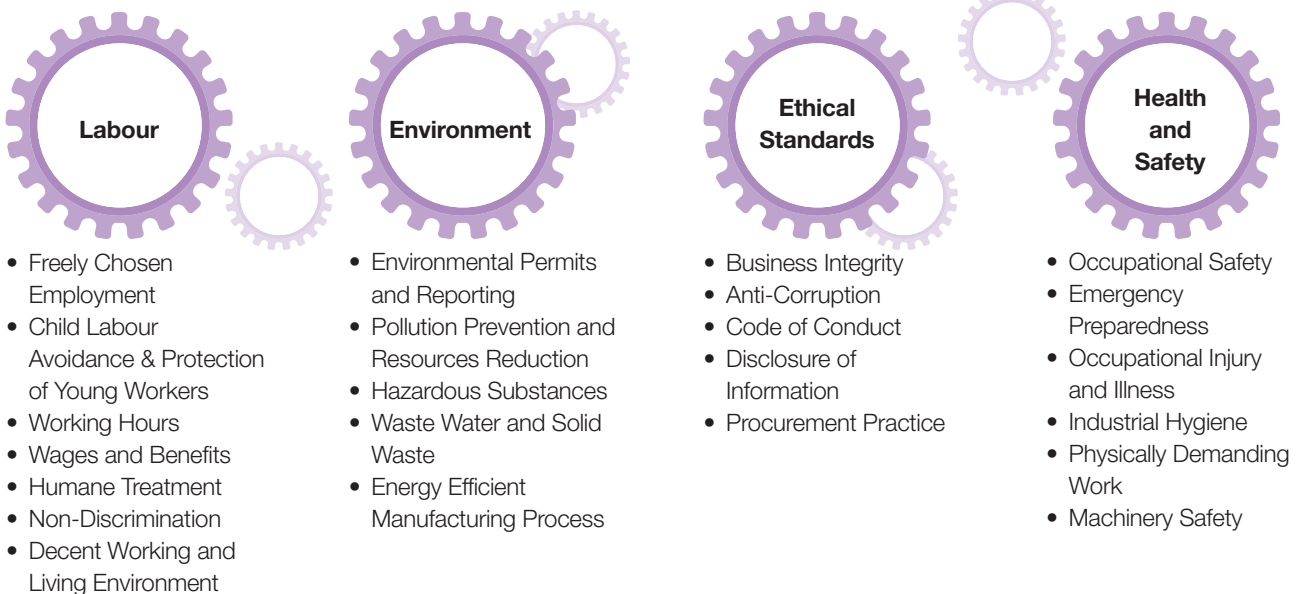 Labour
• Freely Chosen
Employment
• Child Labour
Avoidance & Protection
of Young Workers
• Working Hours
• Wages and Benefits
• Humane Treatment
• Non-Discrimination
• Decent Working and
Living Environment
Environment
• Environmental Permits
and Reporting
• Pollution Prevention and
Resources Reduction
• Hazardous Substances
• Waste Water and Solid
Waste
• Energy Efficient
Manufacturing Process
Ethical
Standards
• Business Integrity
• Anti-Corruption
• Code of Conduct
• Disclosure of
Information
• Procurement Practice
Health
and
Safety
• Occupational Safety
• Emergency
Preparedness
• Occupational Injury
and Illness
• Industrial Hygiene
• Physically Demanding
Work
• Machinery Safety